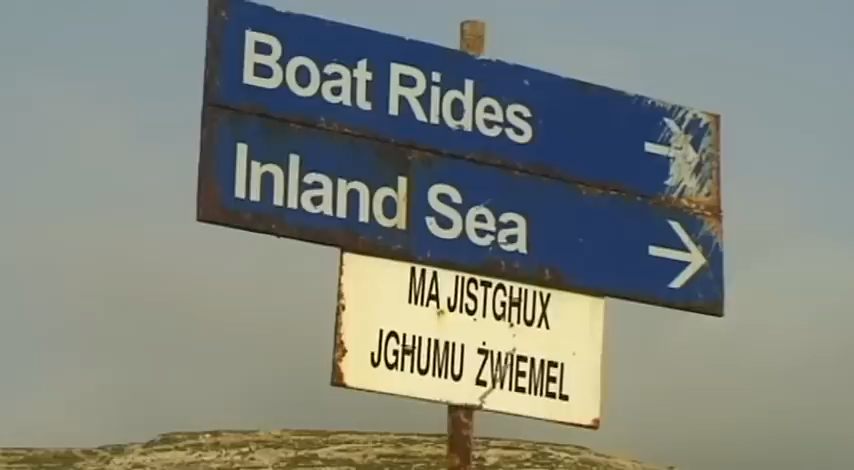 Boat Rides
Inland Sea
MA JISTGHUX
JGHUMU ŻWIEMEL